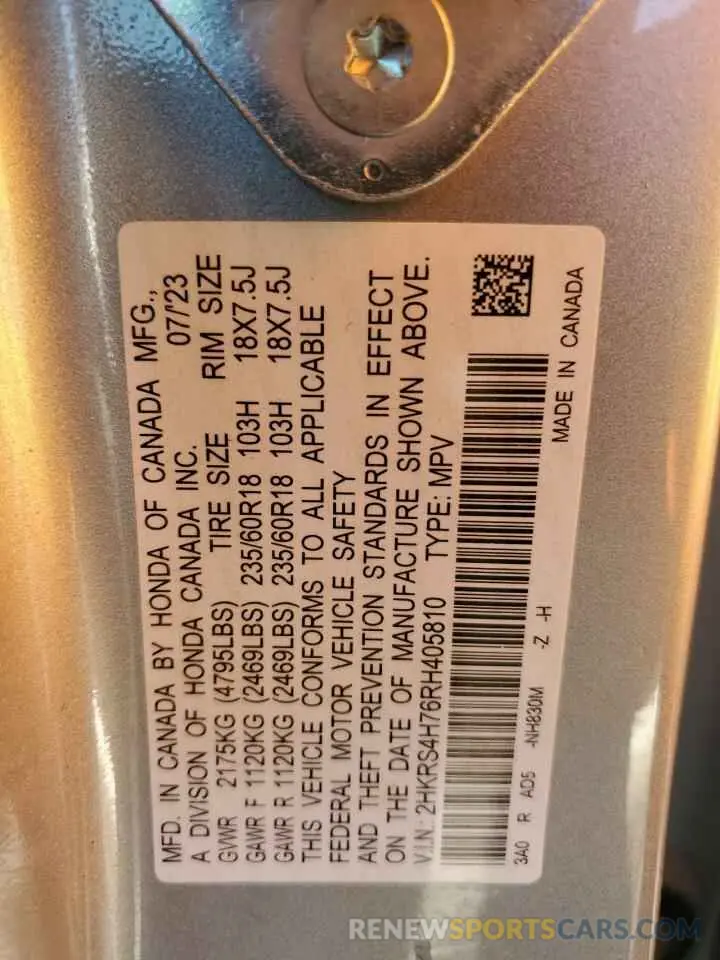 MFD. IN CANADA BY HONDA OF CANADA MFG.,
A DIVISION OF HONDA CANADA INC. 07/'23
GVWR 2175KG (4795LBS) TIRE SIZE RIM SIZE
GAWR F 1120KG (2469LBS) 235/60R18 103H 18X7.5J
GAWR R 1120KG (2469LBS) 235/60R18 103H 18X7.5J
THIS VEHICLE CONFORMS TO ALL APPLICABLE
FEDERAL MOTOR VEHICLE SAFETY
AND THEFT PREVENTION STANDARDS IN EFFECT
ON THE DATE OF MANUFACTURE SHOWN ABOVE.
V.I.N.: 2HKRS4H76RH405810 TYPE: MPV
3A0 R AD5 -NH830M -Z -H
MADE IN CANADA
RENEWSPORTSCARS.COM